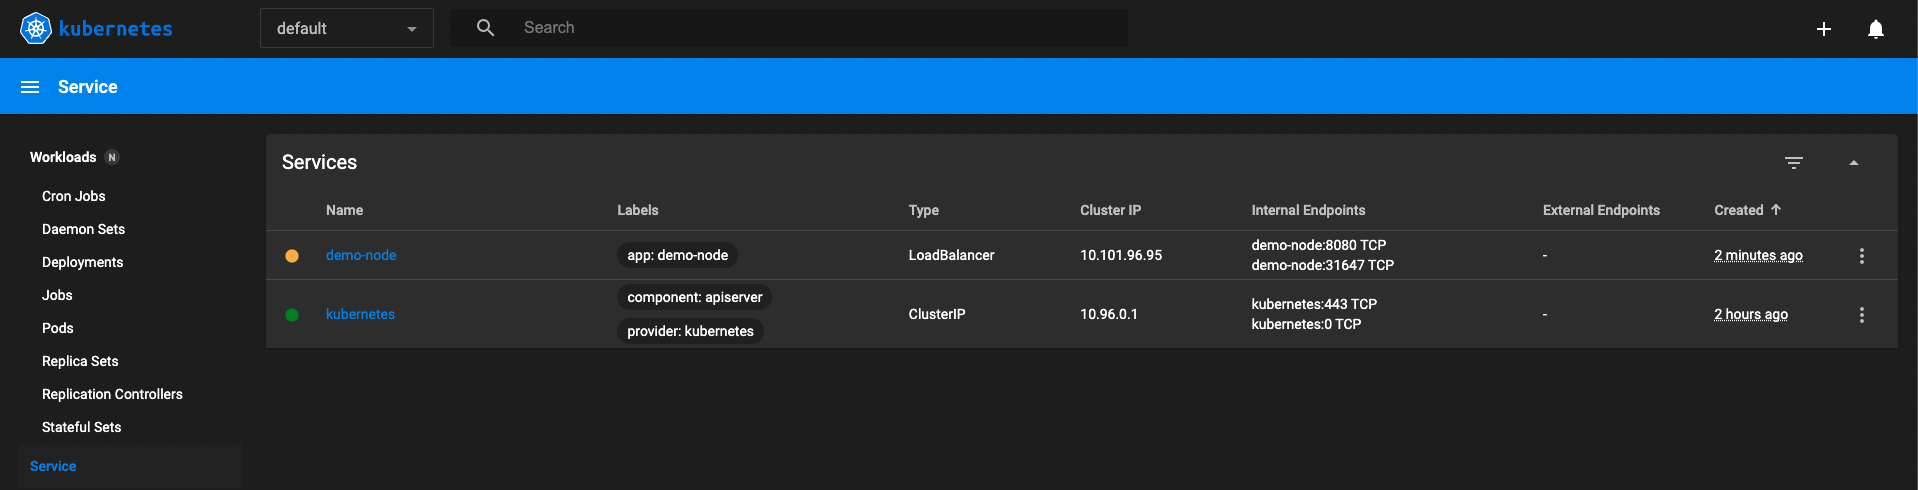 kubernetes
default
Search
Service
Workloads N
Cron Jobs
Daemon Sets
Deployments
Jobs
Pods
Replica Sets
Replication Controllers
Stateful Sets
Service
Services
Name Labels Type Cluster IP Internal Endpoints External Endpoints Created
demo-node app: demo-node LoadBalancer 10.101.96.95 demo-node:8080 TCP - 2 minutes ago
demo-node:31647 TCP
kubernetes component: apiserver ClusterIP 10.96.0.1 kubernetes:443 TCP - 2 hours ago
provider: kubernetes kubernetes:0 TCP